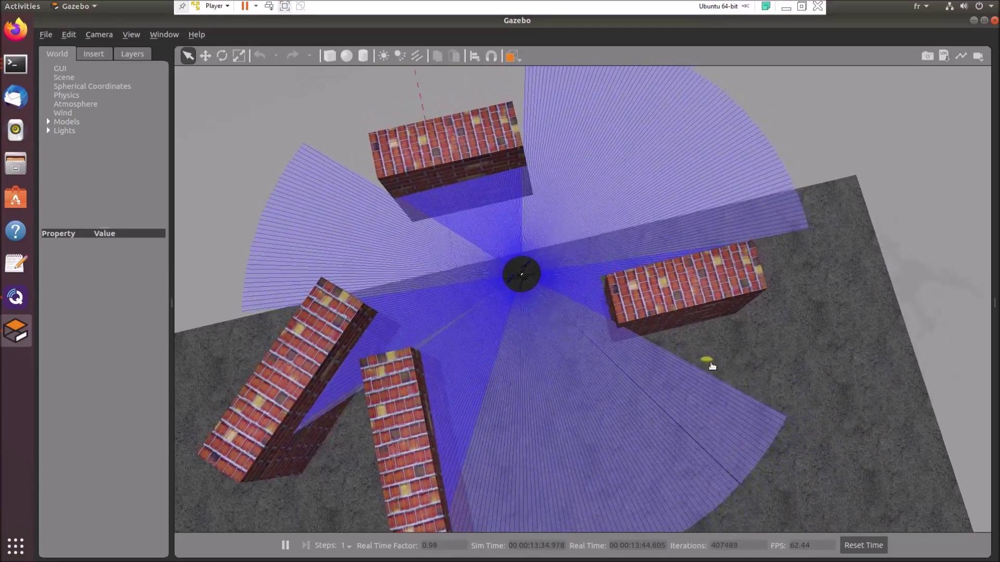 Activities Gazebo Player Ubuntu 64-bit fr
Gazebo
File Edit Camera View Window Help
World Insert Layers
GUI
Scene
Spherical Coordinates
Physics
Atmosphere
Wind
Models
Lights
Property Value
Steps: 1 Real Time Factor: 0.98 Sim Time: 00 00:13:34.978 Real Time: 00 00:13:44.605 Iterations: 407489 FPS: 62.44 Reset Time